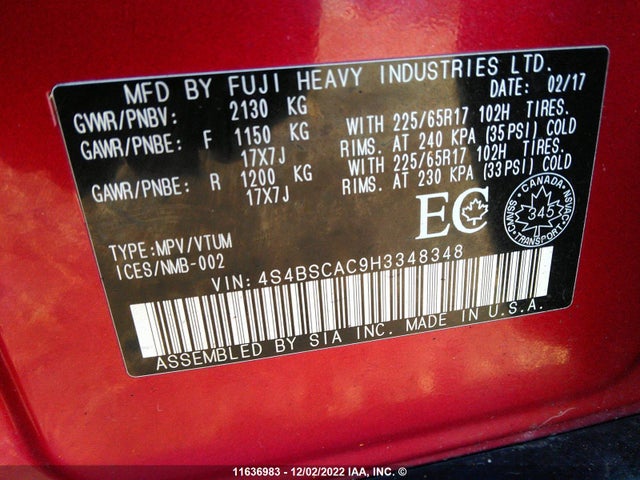 MFD BY FUJI HEAVY INDUSTRIES LTD.
DATE: 02/17
GVWR/PNBV: 2130 KG
GAWR/PNBE: F 1150 KG WITH 225/65R17 102H TIRES.
17X7J RIMS. AT 240 KPA (35PSI) COLD
GAWR/PNBE: R 1200 KG WITH 225/65R17 102H TIRES.
17X7J RIMS. AT 230 KPA (33PSI) COLD
EC
CANADA
CMVSS 345 NSVAC
TYPE:MPV/VTUM
ICES/NMB-002
VIN: 4S4BSCAC9H3348348
ASSEMBLED BY SIA INC. MADE IN U.S.A.
11636983 - 12/02/2022 IAA, INC. ©